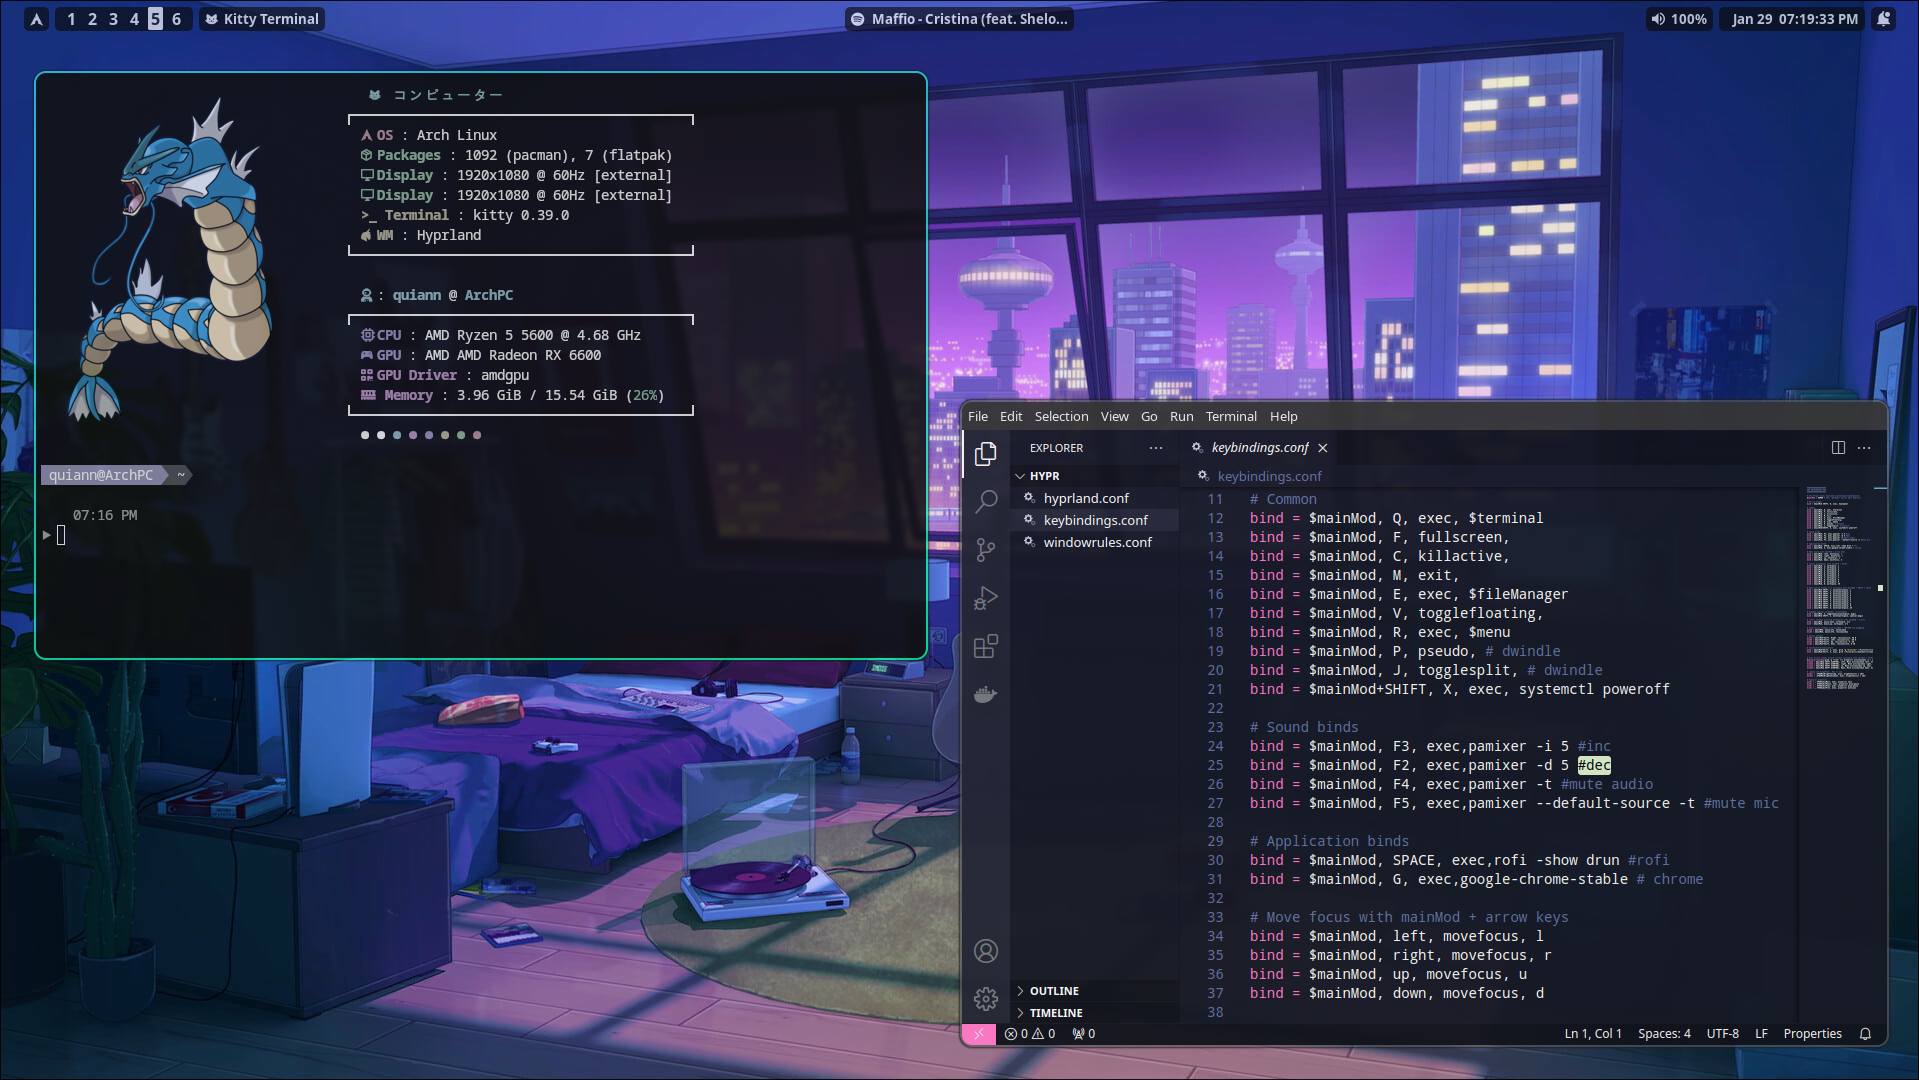 1 2 3 4 5 6
Kitty Terminal
Maffio - Cristina (feat. Shelo...
100%
Jan 29 07:19:33 PM
コンピューター
OS : Arch Linux
Packages : 1092 (pacman), 7 (flatpak)
Display : 1920x1080 @ 60Hz [external]
Display : 1920x1080 @ 60Hz [external]
>_ Terminal : kitty 0.39.0
WM : Hyprland
: quiann @ ArchPC
CPU : AMD Ryzen 5 5600 @ 4.68 GHz
GPU : AMD AMD Radeon RX 6600
GPU Driver : amdgpu
Memory : 3.96 GiB / 15.54 GiB (26%)
quiann@ArchPC ~
07:16 PM
File Edit Selection View Go Run Terminal Help
EXPLORER ···
HYPR
hyprland.conf
keybindings.conf
windowrules.conf
OUTLINE
TIMELINE
keybindings.conf
keybindings.conf
11 # Common
12 bind = $mainMod, Q, exec, $terminal
13 bind = $mainMod, F, fullscreen,
14 bind = $mainMod, C, killactive,
15 bind = $mainMod, M, exit,
16 bind = $mainMod, E, exec, $fileManager
17 bind = $mainMod, V, togglefloating,
18 bind = $mainMod, R, exec, $menu
19 bind = $mainMod, P, pseudo, # dwindle
20 bind = $mainMod, J, togglesplit, # dwindle
21 bind = $mainMod+SHIFT, X, exec, systemctl poweroff
22
23 # Sound binds
24 bind = $mainMod, F3, exec,pamixer -i 5 #inc
25 bind = $mainMod, F2, exec,pamixer -d 5 #dec
26 bind = $mainMod, F4, exec,pamixer -t #mute audio
27 bind = $mainMod, F5, exec,pamixer --default-source -t #mute mic
28
29 # Application binds
30 bind = $mainMod, SPACE, exec,rofi -show drun #rofi
31 bind = $mainMod, G, exec,google-chrome-stable # chrome
32
33 # Move focus with mainMod + arrow keys
34 bind = $mainMod, left, movefocus, l
35 bind = $mainMod, right, movefocus, r
36 bind = $mainMod, up, movefocus, u
37 bind = $mainMod, down, movefocus, d
38
0 0 0
Ln 1, Col 1 Spaces: 4 UTF-8 LF Properties